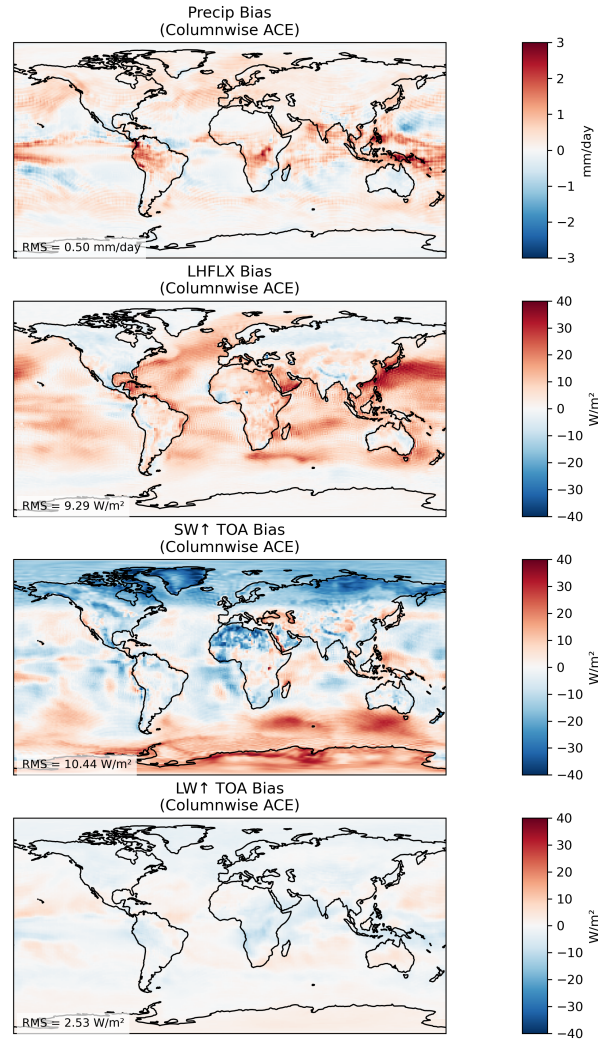 Precip Bias
(Columnwise ACE)
3
2
1
0
−1
−2
−3
mm/day
RMS = 0.50 mm/day
LHFLX Bias
(Columnwise ACE)
40
30
20
10
0
−10
−20
−30
−40
W/m²
RMS = 9.29 W/m²
SW↑ TOA Bias
(Columnwise ACE)
40
30
20
10
0
−10
−20
−30
−40
W/m²
RMS = 10.44 W/m²
LW↑ TOA Bias
(Columnwise ACE)
40
30
20
10
0
−10
−20
−30
−40
W/m²
RMS = 2.53 W/m²